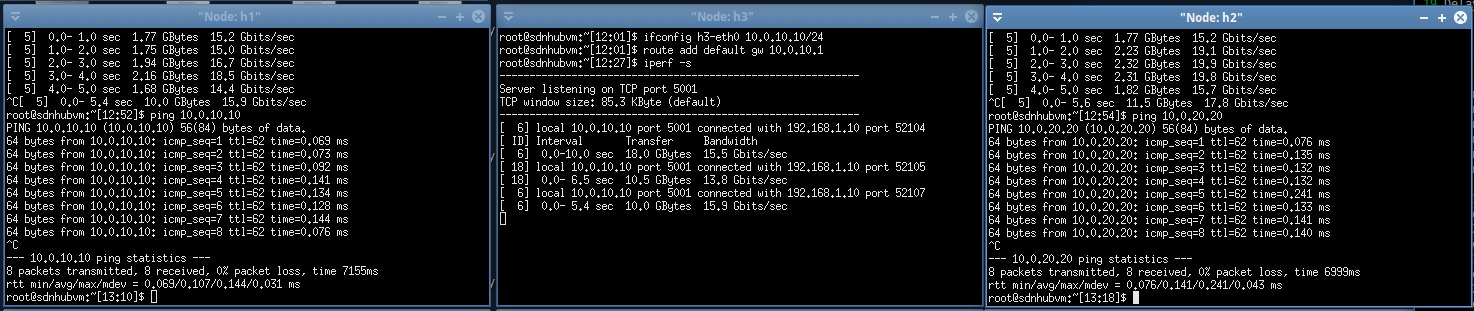 "Node: h1"
[  5]  0.0- 1.0 sec  1.77 GBytes  15.2 Gbits/sec
[  5]  1.0- 2.0 sec  1.75 GBytes  15.0 Gbits/sec
[  5]  2.0- 3.0 sec  1.94 GBytes  16.7 Gbits/sec
[  5]  3.0- 4.0 sec  2.16 GBytes  18.5 Gbits/sec
[  5]  4.0- 5.0 sec  1.68 GBytes  14.4 Gbits/sec
^C[  5]  0.0- 5.4 sec  10.0 GBytes  15.9 Gbits/sec
root@sdnhubvm:~[12:52]$ ping 10.0.10.10
PING 10.0.10.10 (10.0.10.10) 56(84) bytes of data.
64 bytes from 10.0.10.10: icmp_seq=1 ttl=62 time=0.069 ms
64 bytes from 10.0.10.10: icmp_seq=2 ttl=62 time=0.073 ms
64 bytes from 10.0.10.10: icmp_seq=3 ttl=62 time=0.092 ms
64 bytes from 10.0.10.10: icmp_seq=4 ttl=62 time=0.141 ms
64 bytes from 10.0.10.10: icmp_seq=5 ttl=62 time=0.134 ms
64 bytes from 10.0.10.10: icmp_seq=6 ttl=62 time=0.128 ms
64 bytes from 10.0.10.10: icmp_seq=7 ttl=62 time=0.144 ms
64 bytes from 10.0.10.10: icmp_seq=8 ttl=62 time=0.076 ms
^C
--- 10.0.10.10 ping statistics ---
8 packets transmitted, 8 received, 0% packet loss, time 7155ms
rtt min/avg/max/mdev = 0.069/0.107/0.144/0.031 ms
root@sdnhubvm:~[13:10]$
"Node: h3"
root@sdnhubvm:~[12:01]$ ifconfig h3-eth0 10.0.10.10/24
root@sdnhubvm:~[12:01]$ route add default gw 10.0.10.1
root@sdnhubvm:~[12:27]$ iperf -s
------------------------------------------------------------
Server listening on TCP port 5001
TCP window size: 85.3 KByte (default)
------------------------------------------------------------
[  6] local 10.0.10.10 port 5001 connected with 192.168.1.10 port 52104
[ ID] Interval       Transfer     Bandwidth
[  6]  0.0-10.0 sec  18.0 GBytes  15.5 Gbits/sec
[ 18] local 10.0.10.10 port 5001 connected with 192.168.1.10 port 52105
[ 18]  0.0- 6.5 sec  10.5 GBytes  13.8 Gbits/sec
[  6] local 10.0.10.10 port 5001 connected with 192.168.1.10 port 52107
[  6]  0.0- 5.4 sec  10.0 GBytes  15.9 Gbits/sec
"Node: h2"
[  5]  0.0- 1.0 sec  1.77 GBytes  15.2 Gbits/sec
[  5]  1.0- 2.0 sec  2.23 GBytes  19.1 Gbits/sec
[  5]  2.0- 3.0 sec  2.32 GBytes  19.9 Gbits/sec
[  5]  3.0- 4.0 sec  2.31 GBytes  19.8 Gbits/sec
[  5]  4.0- 5.0 sec  1.82 GBytes  15.7 Gbits/sec
^C[  5]  0.0- 5.6 sec  11.5 GBytes  17.8 Gbits/sec
root@sdnhubvm:~[12:54]$ ping 10.0.20.20
PING 10.0.20.20 (10.0.20.20) 56(84) bytes of data.
64 bytes from 10.0.20.20: icmp_seq=1 ttl=62 time=0.076 ms
64 bytes from 10.0.20.20: icmp_seq=2 ttl=62 time=0.135 ms
64 bytes from 10.0.20.20: icmp_seq=3 ttl=62 time=0.132 ms
64 bytes from 10.0.20.20: icmp_seq=4 ttl=62 time=0.132 ms
64 bytes from 10.0.20.20: icmp_seq=5 ttl=62 time=0.241 ms
64 bytes from 10.0.20.20: icmp_seq=6 ttl=62 time=0.133 ms
64 bytes from 10.0.20.20: icmp_seq=7 ttl=62 time=0.141 ms
64 bytes from 10.0.20.20: icmp_seq=8 ttl=62 time=0.140 ms
^C
--- 10.0.20.20 ping statistics ---
8 packets transmitted, 8 received, 0% packet loss, time 6999ms
rtt min/avg/max/mdev = 0.076/0.141/0.241/0.043 ms
root@sdnhubvm:~[13:18]$